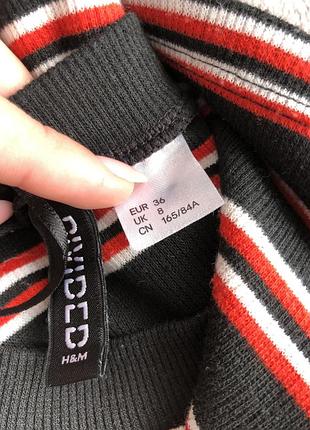 EUR 36
UK 8
CN 165/84A
DIVIDED
H&M